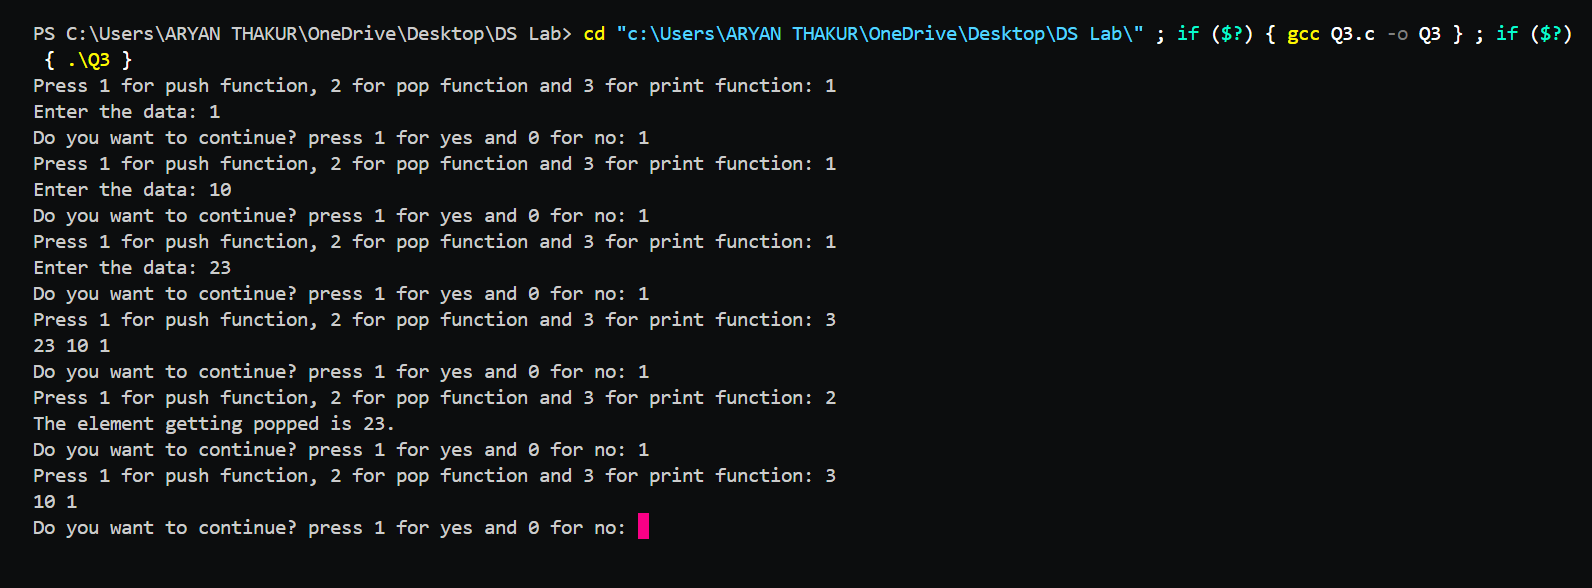 PS C:\Users\ARYAN THAKUR\OneDrive\Desktop\DS Lab> cd "c:\Users\ARYAN THAKUR\OneDrive\Desktop\DS Lab\" ; if ($?) { gcc Q3.c -o Q3 } ; if ($?)
{ .\Q3 }
Press 1 for push function, 2 for pop function and 3 for print function: 1
Enter the data: 1
Do you want to continue? press 1 for yes and 0 for no: 1
Press 1 for push function, 2 for pop function and 3 for print function: 1
Enter the data: 10
Do you want to continue? press 1 for yes and 0 for no: 1
Press 1 for push function, 2 for pop function and 3 for print function: 1
Enter the data: 23
Do you want to continue? press 1 for yes and 0 for no: 1
Press 1 for push function, 2 for pop function and 3 for print function: 3
23 10 1
Do you want to continue? press 1 for yes and 0 for no: 1
Press 1 for push function, 2 for pop function and 3 for print function: 2
The element getting popped is 23.
Do you want to continue? press 1 for yes and 0 for no: 1
Press 1 for push function, 2 for pop function and 3 for print function: 3
10 1
Do you want to continue? press 1 for yes and 0 for no: